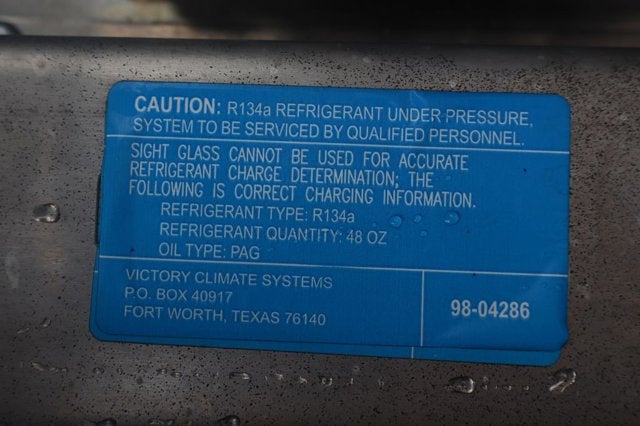 CAUTION: R134a REFRIGERANT UNDER PRESSURE,
SYSTEM TO BE SERVICED BY QUALIFIED PERSONNEL.
SIGHT GLASS CANNOT BE USED FOR ACCURATE
REFRIGERANT CHARGE DETERMINATION; THE
FOLLOWING IS CORRECT CHARGING INFORMATION.
REFRIGERANT TYPE: R134a
REFRIGERANT QUANTITY: 48 OZ
OIL TYPE: PAG
VICTORY CLIMATE SYSTEMS
P.O. BOX 40917
FORT WORTH, TEXAS 76140
98-04286